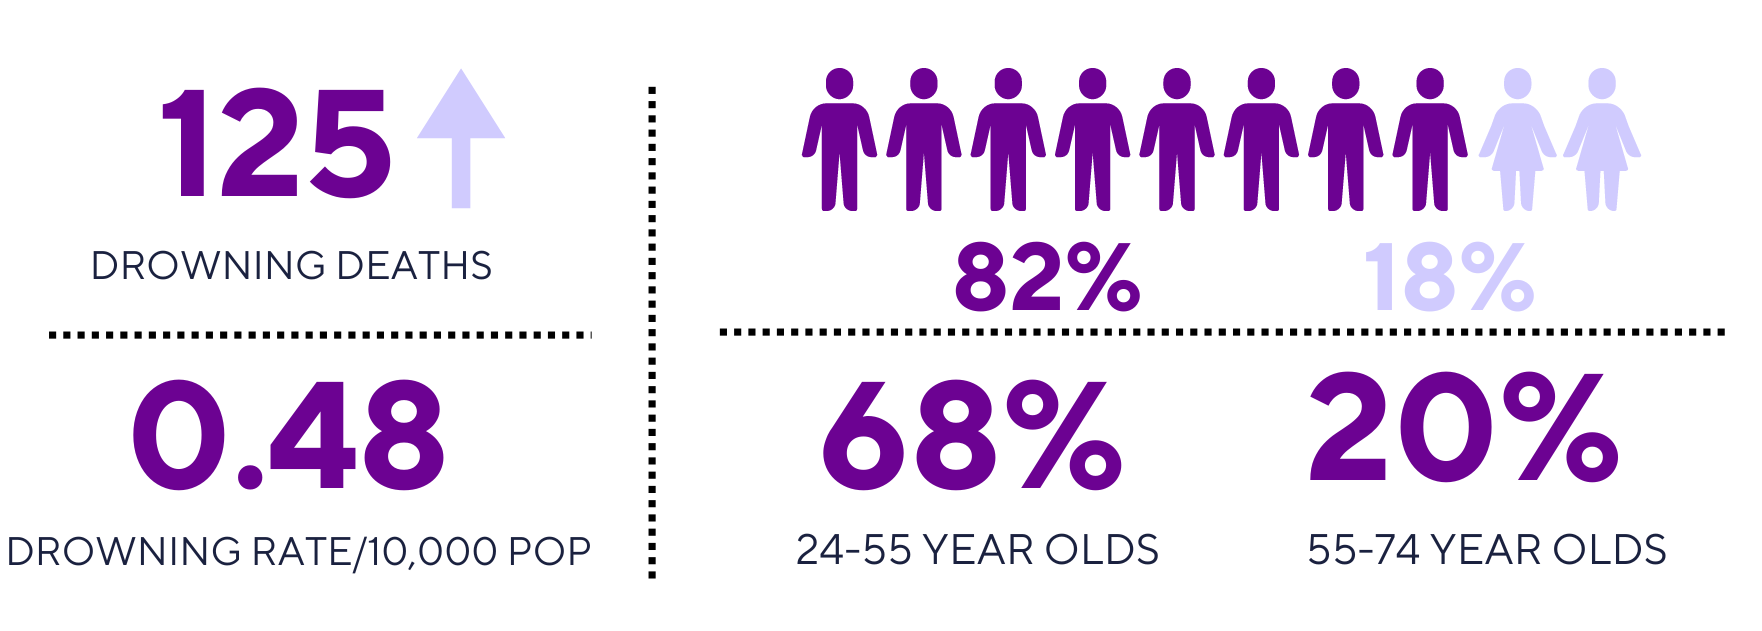 125
DROWNING DEATHS
0.48
DROWNING RATE/10,000 POP
82%
18%
68%
24-55 YEAR OLDS
20%
55-74 YEAR OLDS